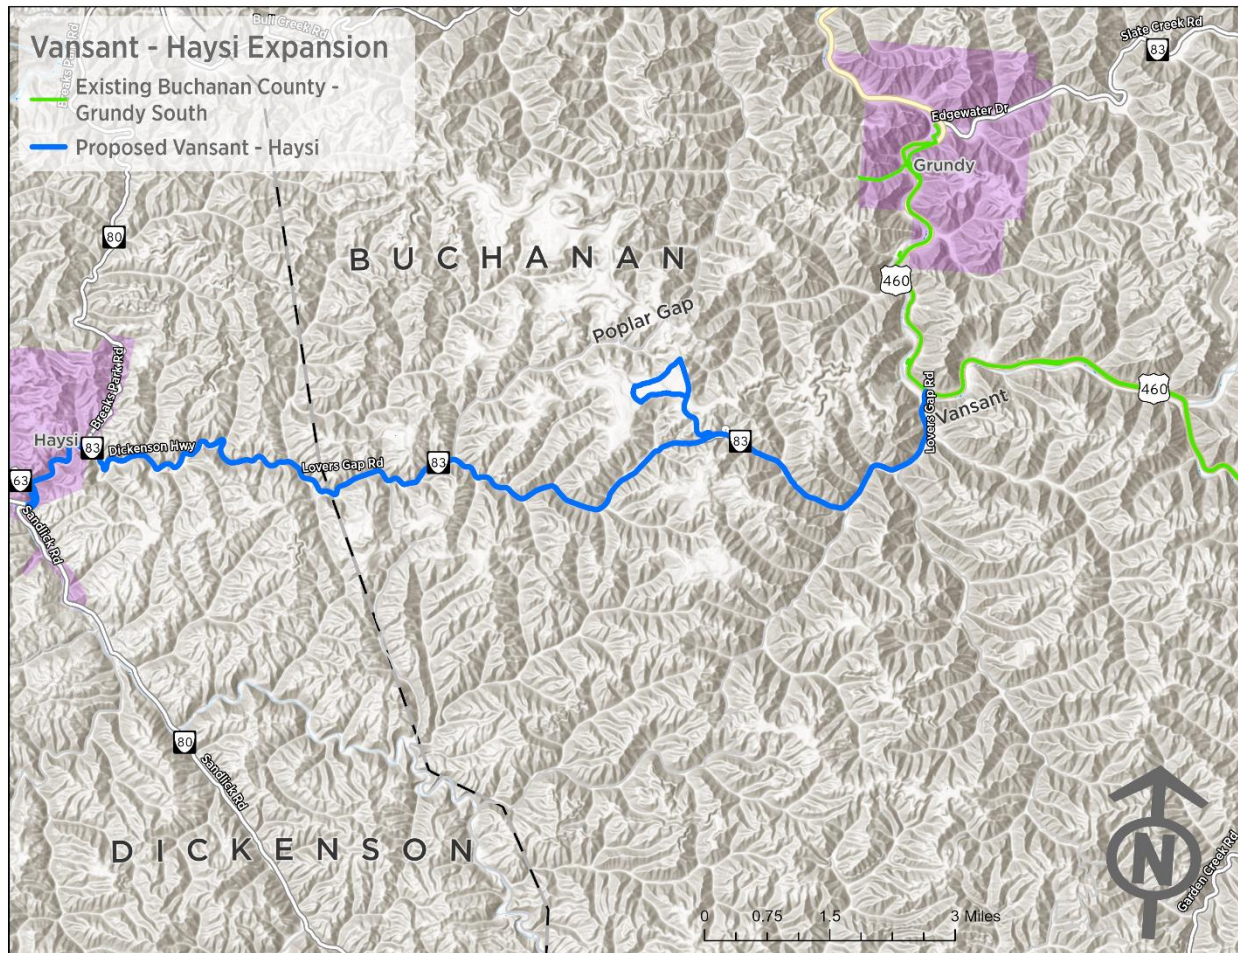 Bull Creek Rd
Slate Creek Rd
83
Vansant - Haysi Expansion
Existing Buchanan County -
Grundy South
Proposed Vansant - Haysi
Breaks Park Rd
Edgewater Dr
Grundy
80
BUCHANAN
460
Poplar Gap
Breaks Park Rd
Lovers Gap Rd
Vansant
460
Haysi
83
Dickenson Hwy
83
Lovers Gap Rd
83
63
Sandlick Rd
80
Sandlick Rd
DICKENSON
N
Garden Creek Rd
0 0.75 1.5 3 Miles